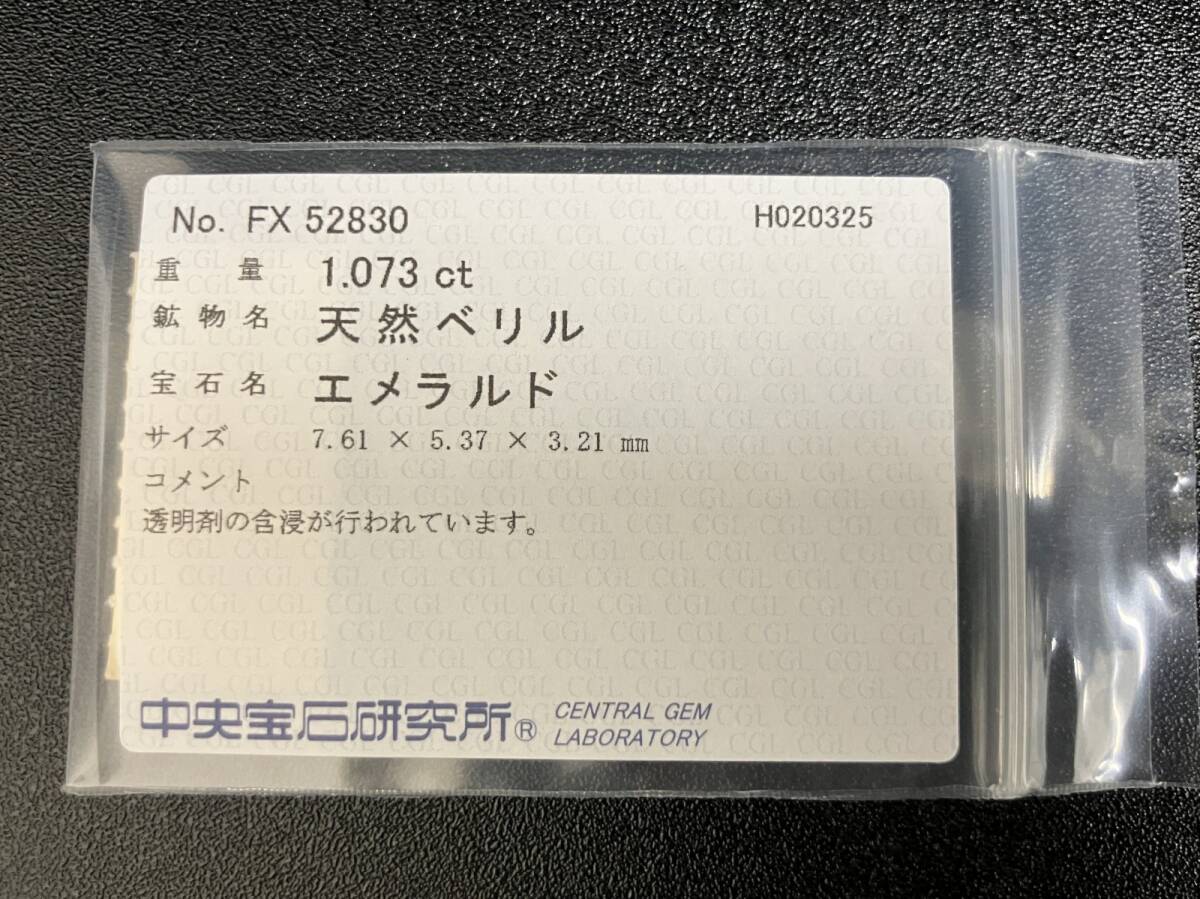 No. FX 52830 H020325
重量 1.073 ct
鉱物名 天然ベリル
宝石名 エメラルド
サイズ 7.61 × 5.37 × 3.21 mm
コメント
透明剤の含浸が行われています。
中央宝石研究所® CENTRAL GEM
LABORATORY